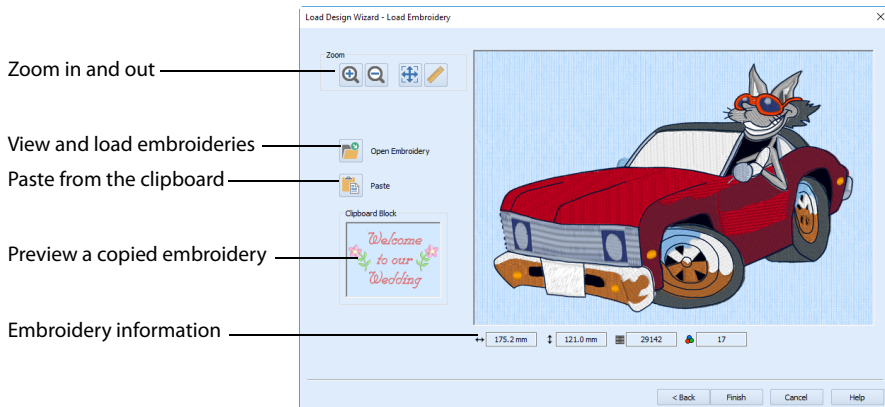 Load Design Wizard - Load Embroidery
Zoom
Zoom in and out
View and load embroideries
Open Embroidery
Paste from the clipboard
Paste
Clipboard Block
Welcome
to our
Wedding
Preview a copied embroidery
Embroidery information
175.2 mm 121.0 mm 29142 17
< Back Finish Cancel Help